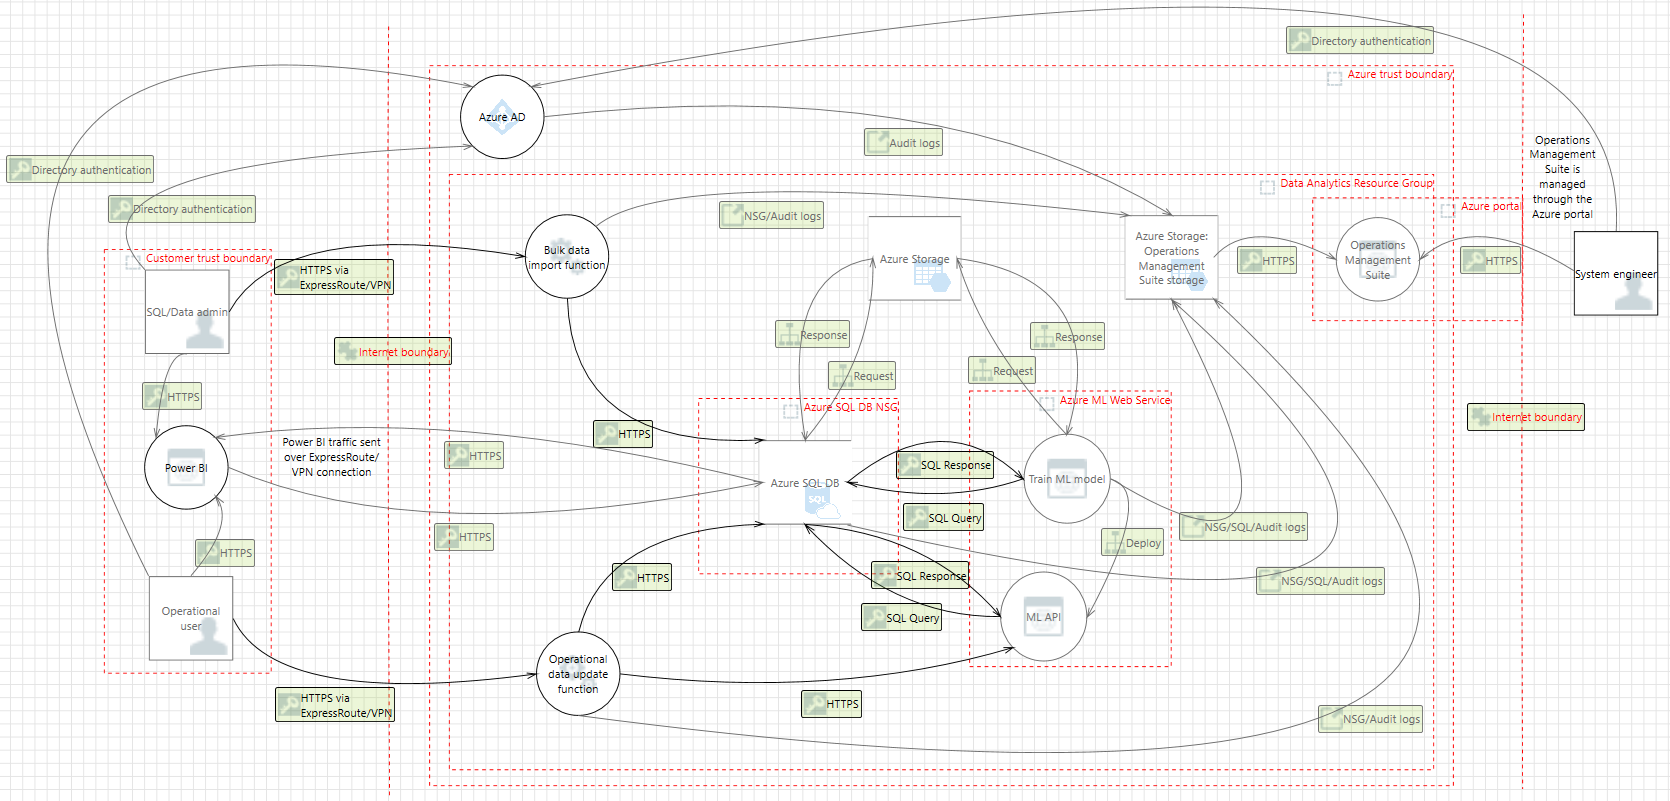 Directory authentication
Azure trust boundary
Azure AD
Audit logs
Operations
Management
Suite is
managed
through the
Azure portal
Directory authentication
Data Analytics Resource Group
Directory authentication
Azure portal
NSG/Audit logs
Azure Storage:
Operations
Management
Suite storage
Operations
Management
Suite
Bulk data
import function
Azure Storage
Customer trust boundary
HTTPS
HTTPS
HTTPS via
ExpressRoute/VPN
System engineer
SQL/Data admin
Response
Response
Internet boundary
Request
Request
HTTPS
Azure SQL DB NSG
Azure ML Web Service
Internet boundary
HTTPS
Power BI traffic sent
over ExpressRoute/
VPN connection
HTTPS
Power BI
SQL Response
Azure SQL DB
SQL
Train ML model
SQL Query
NSG/SQL/Audit logs
HTTPS
Deploy
HTTPS
HTTPS
SQL Response
NSG/SQL/Audit logs
Operational
user
SQL Query
ML API
Operational
data update
function
HTTPS via
ExpressRoute/VPN
HTTPS
NSG/Audit logs